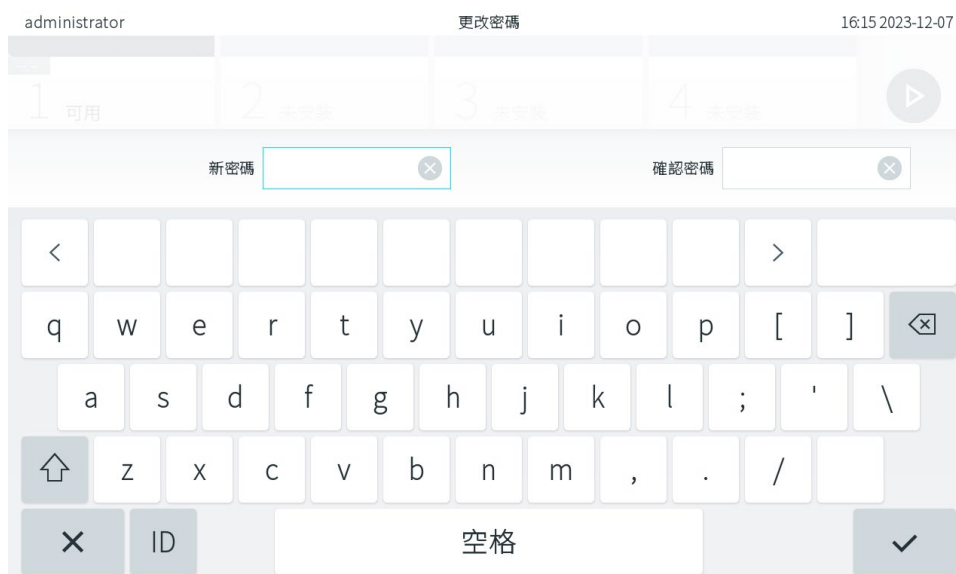 administrator 更改密碼 16:15 2023-12-07
1 可用 2 未安裝 3 未安裝 4 未安裝
新密碼 確認密碼
< >
q w e r t y u i o p [ ]
a s d f g h j k l ; ' \
z x c v b n m , . /
ID 空格